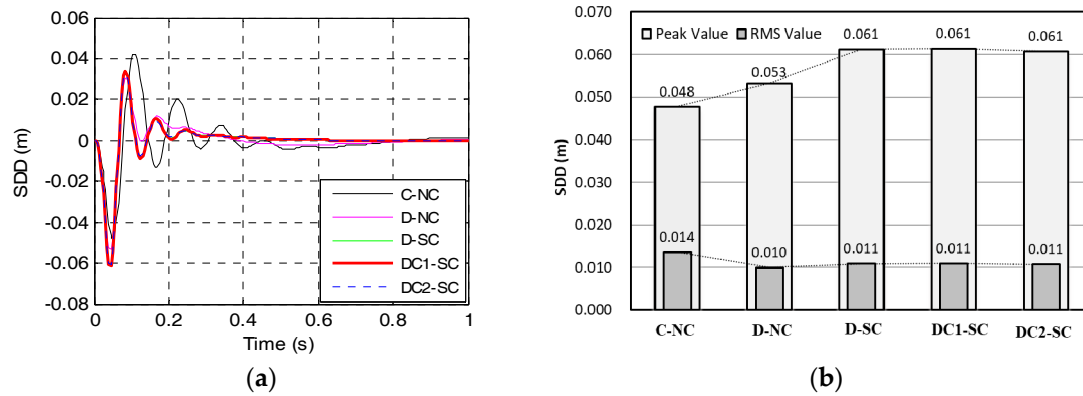 0.06
0.04
0.02
0
-0.02
-0.04
-0.06
-0.08
SDD (m)
0
0.2
0.4
0.6
0.8
1
Time (s)
C-NC
D-NC
D-SC
DC1-SC
DC2-SC
(a)
0.070
0.060
0.050
0.040
0.030
0.020
0.010
0.000
SDD (m)
Peak Value
RMS Value
0.048
0.053
0.061
0.061
0.061
0.014
0.010
0.011
0.011
0.011
C-NC
D-NC
D-SC
DC1-SC
DC2-SC
(b)